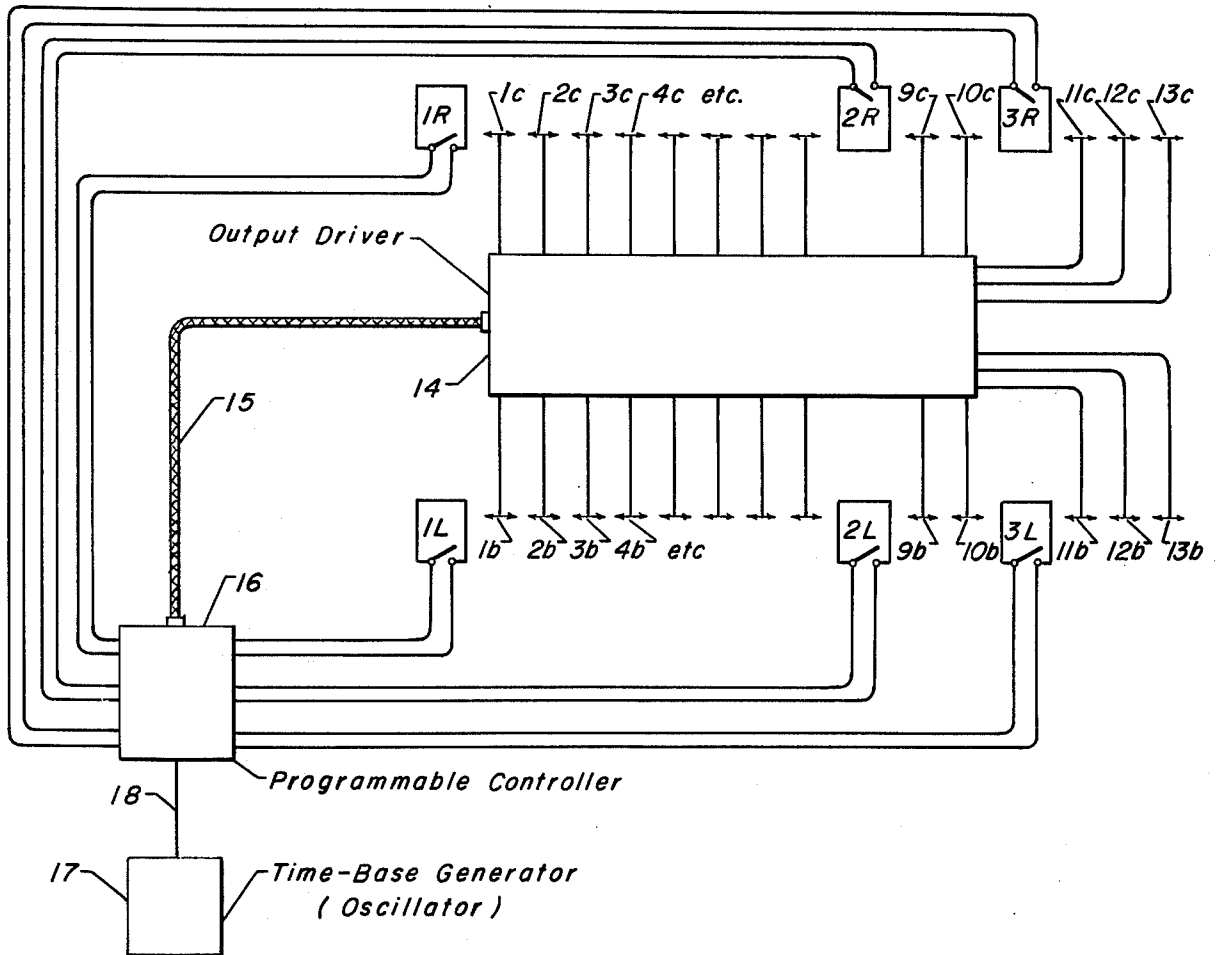 1R
1c 2c 3c 4c etc.
2R
9c 10c
3R
11c 12c 13c
Output Driver
14
15
1L
1b 2b 3b 4b etc
2L
9b 10b
3L
11b 12b 13b
16
Programmable Controller
18
17
Time-Base Generator
(Oscillator)